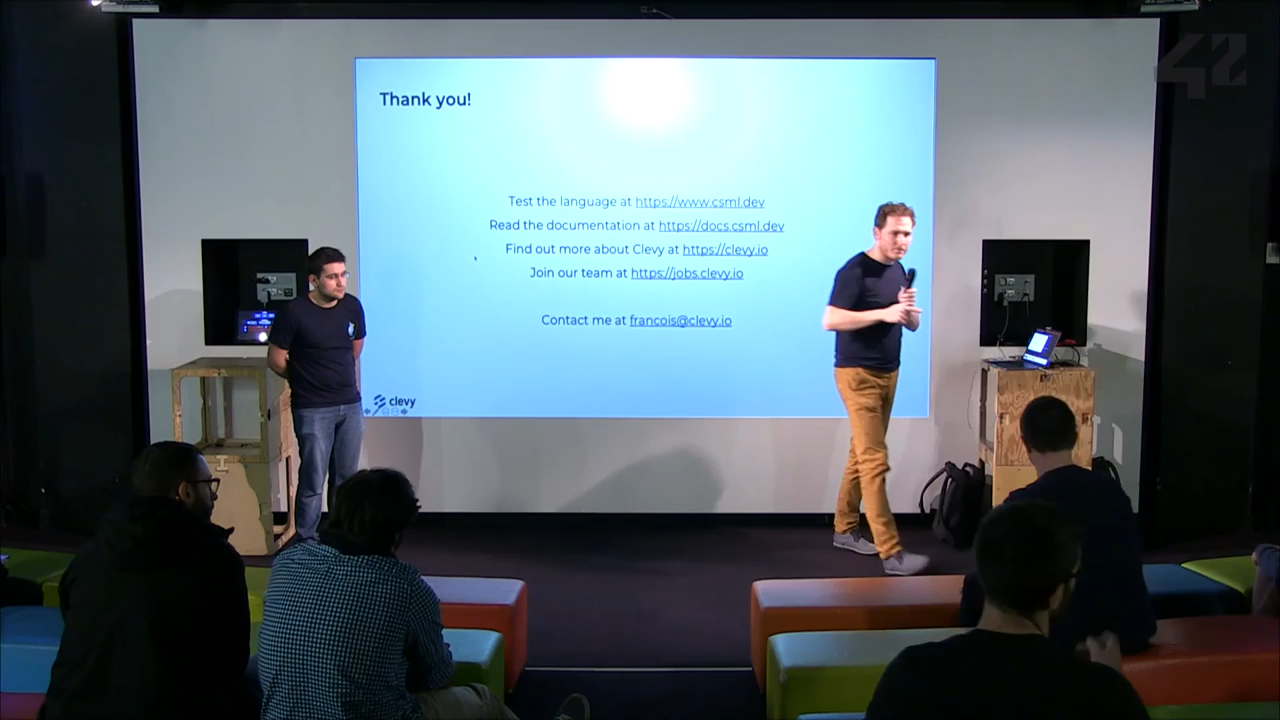 42
Thank you!
Test the language at https://www.csml.dev
Read the documentation at https://docs.csml.dev
Find out more about Clevy at https://clevy.io
Join our team at https://jobs.clevy.io
Contact me at francois@clevy.io
clevy